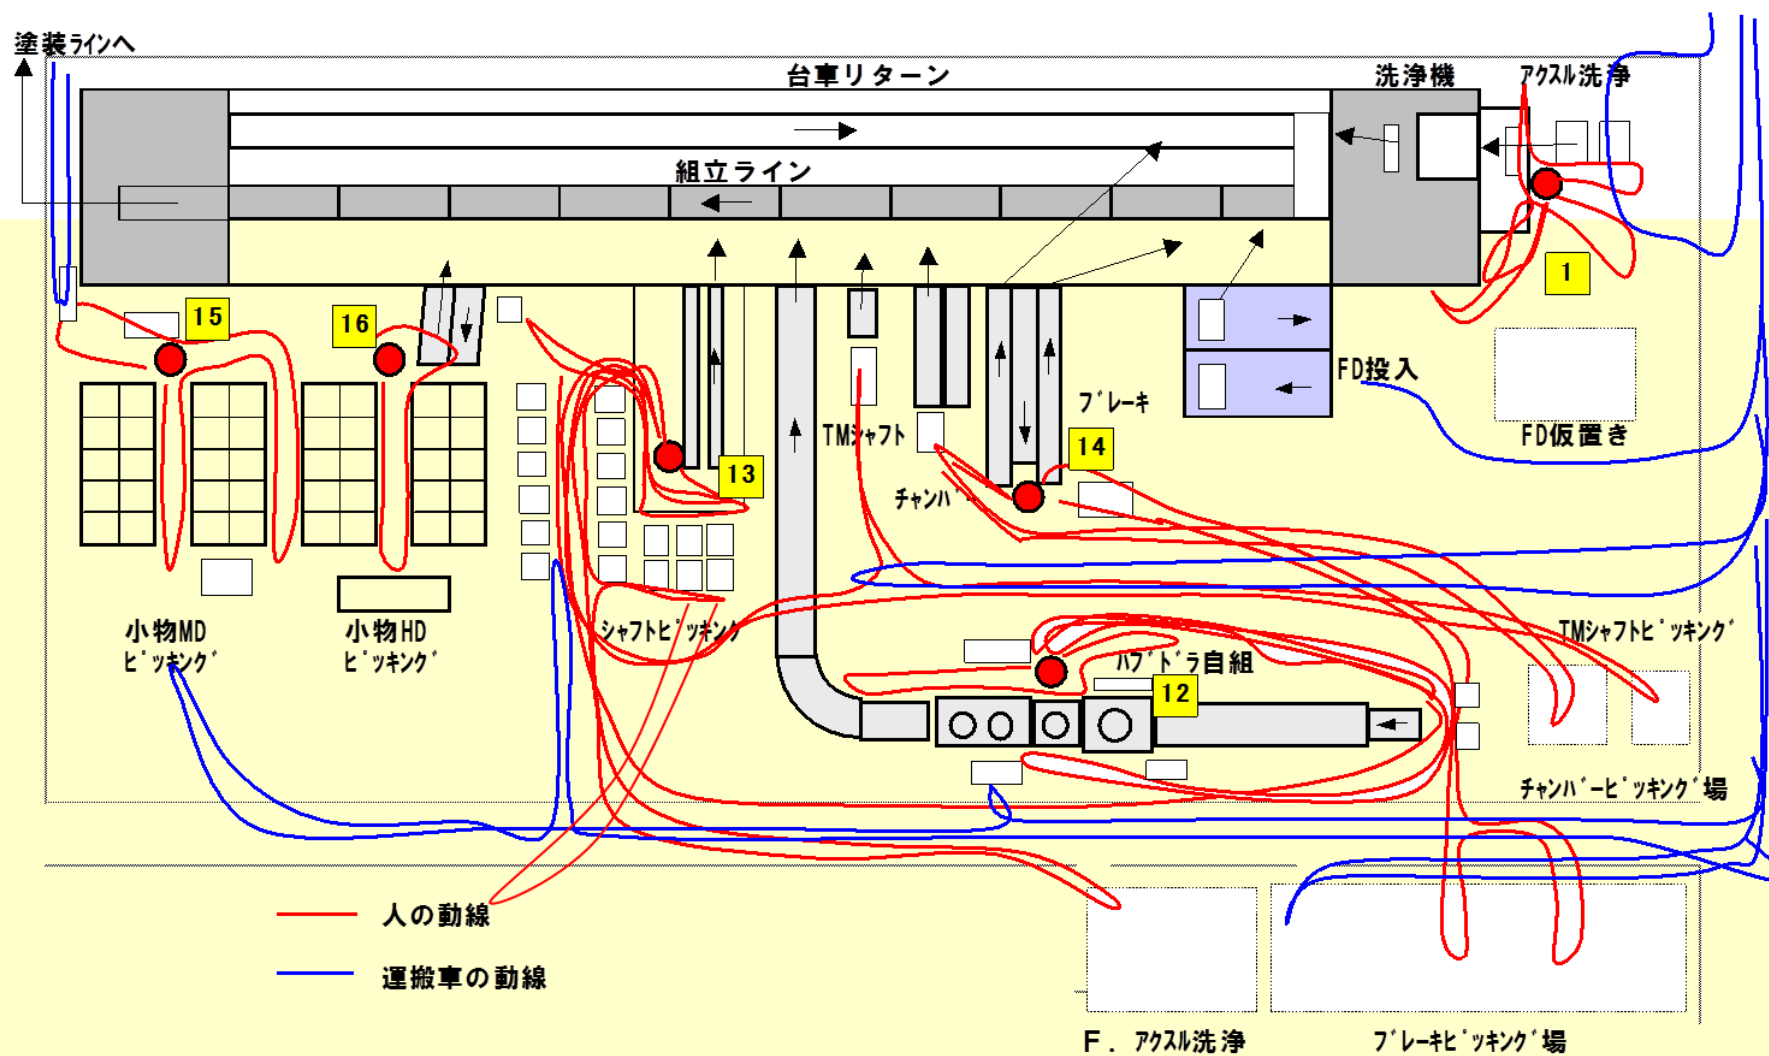 塗装ラインへ
台車リターン
洗浄機
アクスル洗浄
組立ライン
1
15
16
FD投入
ブレーキ
TMシャフト
14
FD仮置き
13
チャンバー
小物MD
ピッキング
小物HD
ピッキング
シャフトピッキング
TMシャフトピッキング
ハブドラ自組
12
チャンバーピッキング場
人の動線
運搬車の動線
F. アクスル洗浄
ブレーキピッキング場